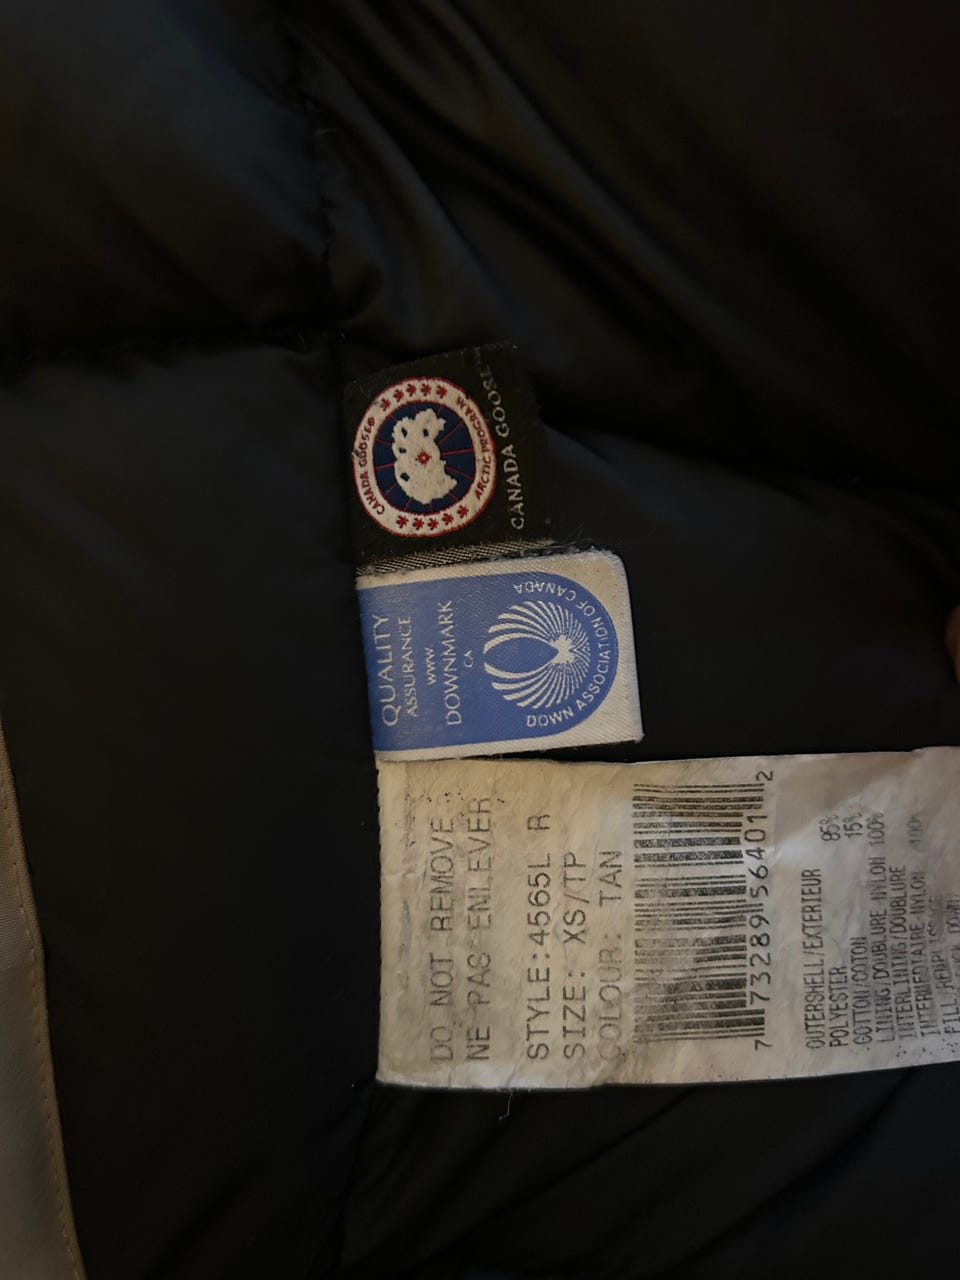 CANADA GOOSE®
ARCTIC PROGRAM
CANADA GOOSE
QUALITY
ASSURANCE
www.
DOWNMARK
CA
DOWN ASSOCIATION OF CANADA
DO NOT REMOVE
NE PAS ENLEVER
STYLE:4565L R
SIZE: XS/TP
COLOUR: TAN
7 73289 56401 2
OUTERSHELL/EXTERIEUR
POLYESTER 85%
COTTON/COTON 15%
LINING/DOUBLURE NYLON 100%
INTERLINING/DOUBLURE
INTERMEDIAIRE NYLON 100%